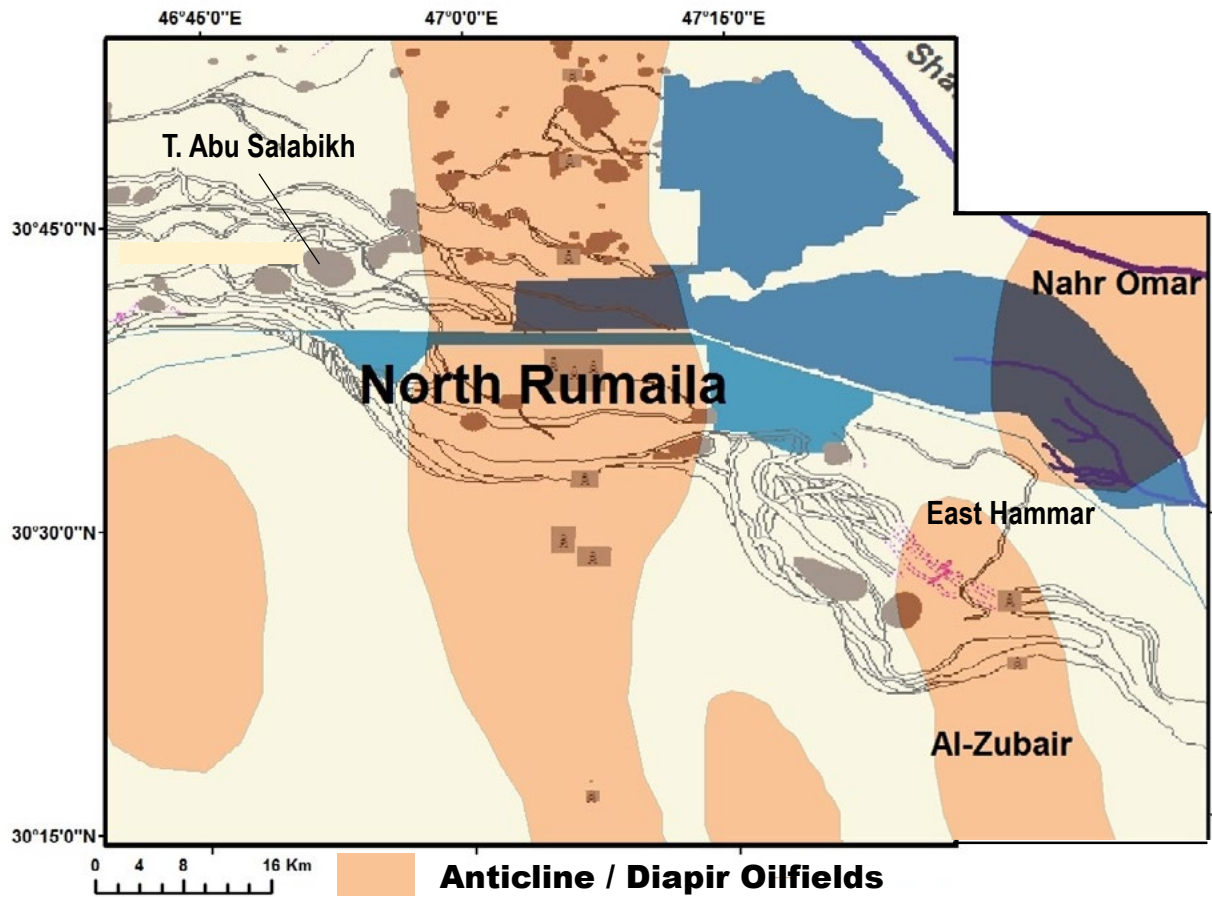 46°45'0"E 47°0'0"E 47°15'0"E
Sha
T. Abu Salabikh
30°45'0"N
Nahr Omar
North Rumaila
East Hammar
30°30'0"N
Al-Zubair
30°15'0"N
0 4 8 16 Km
Anticline / Diapir Oilfields